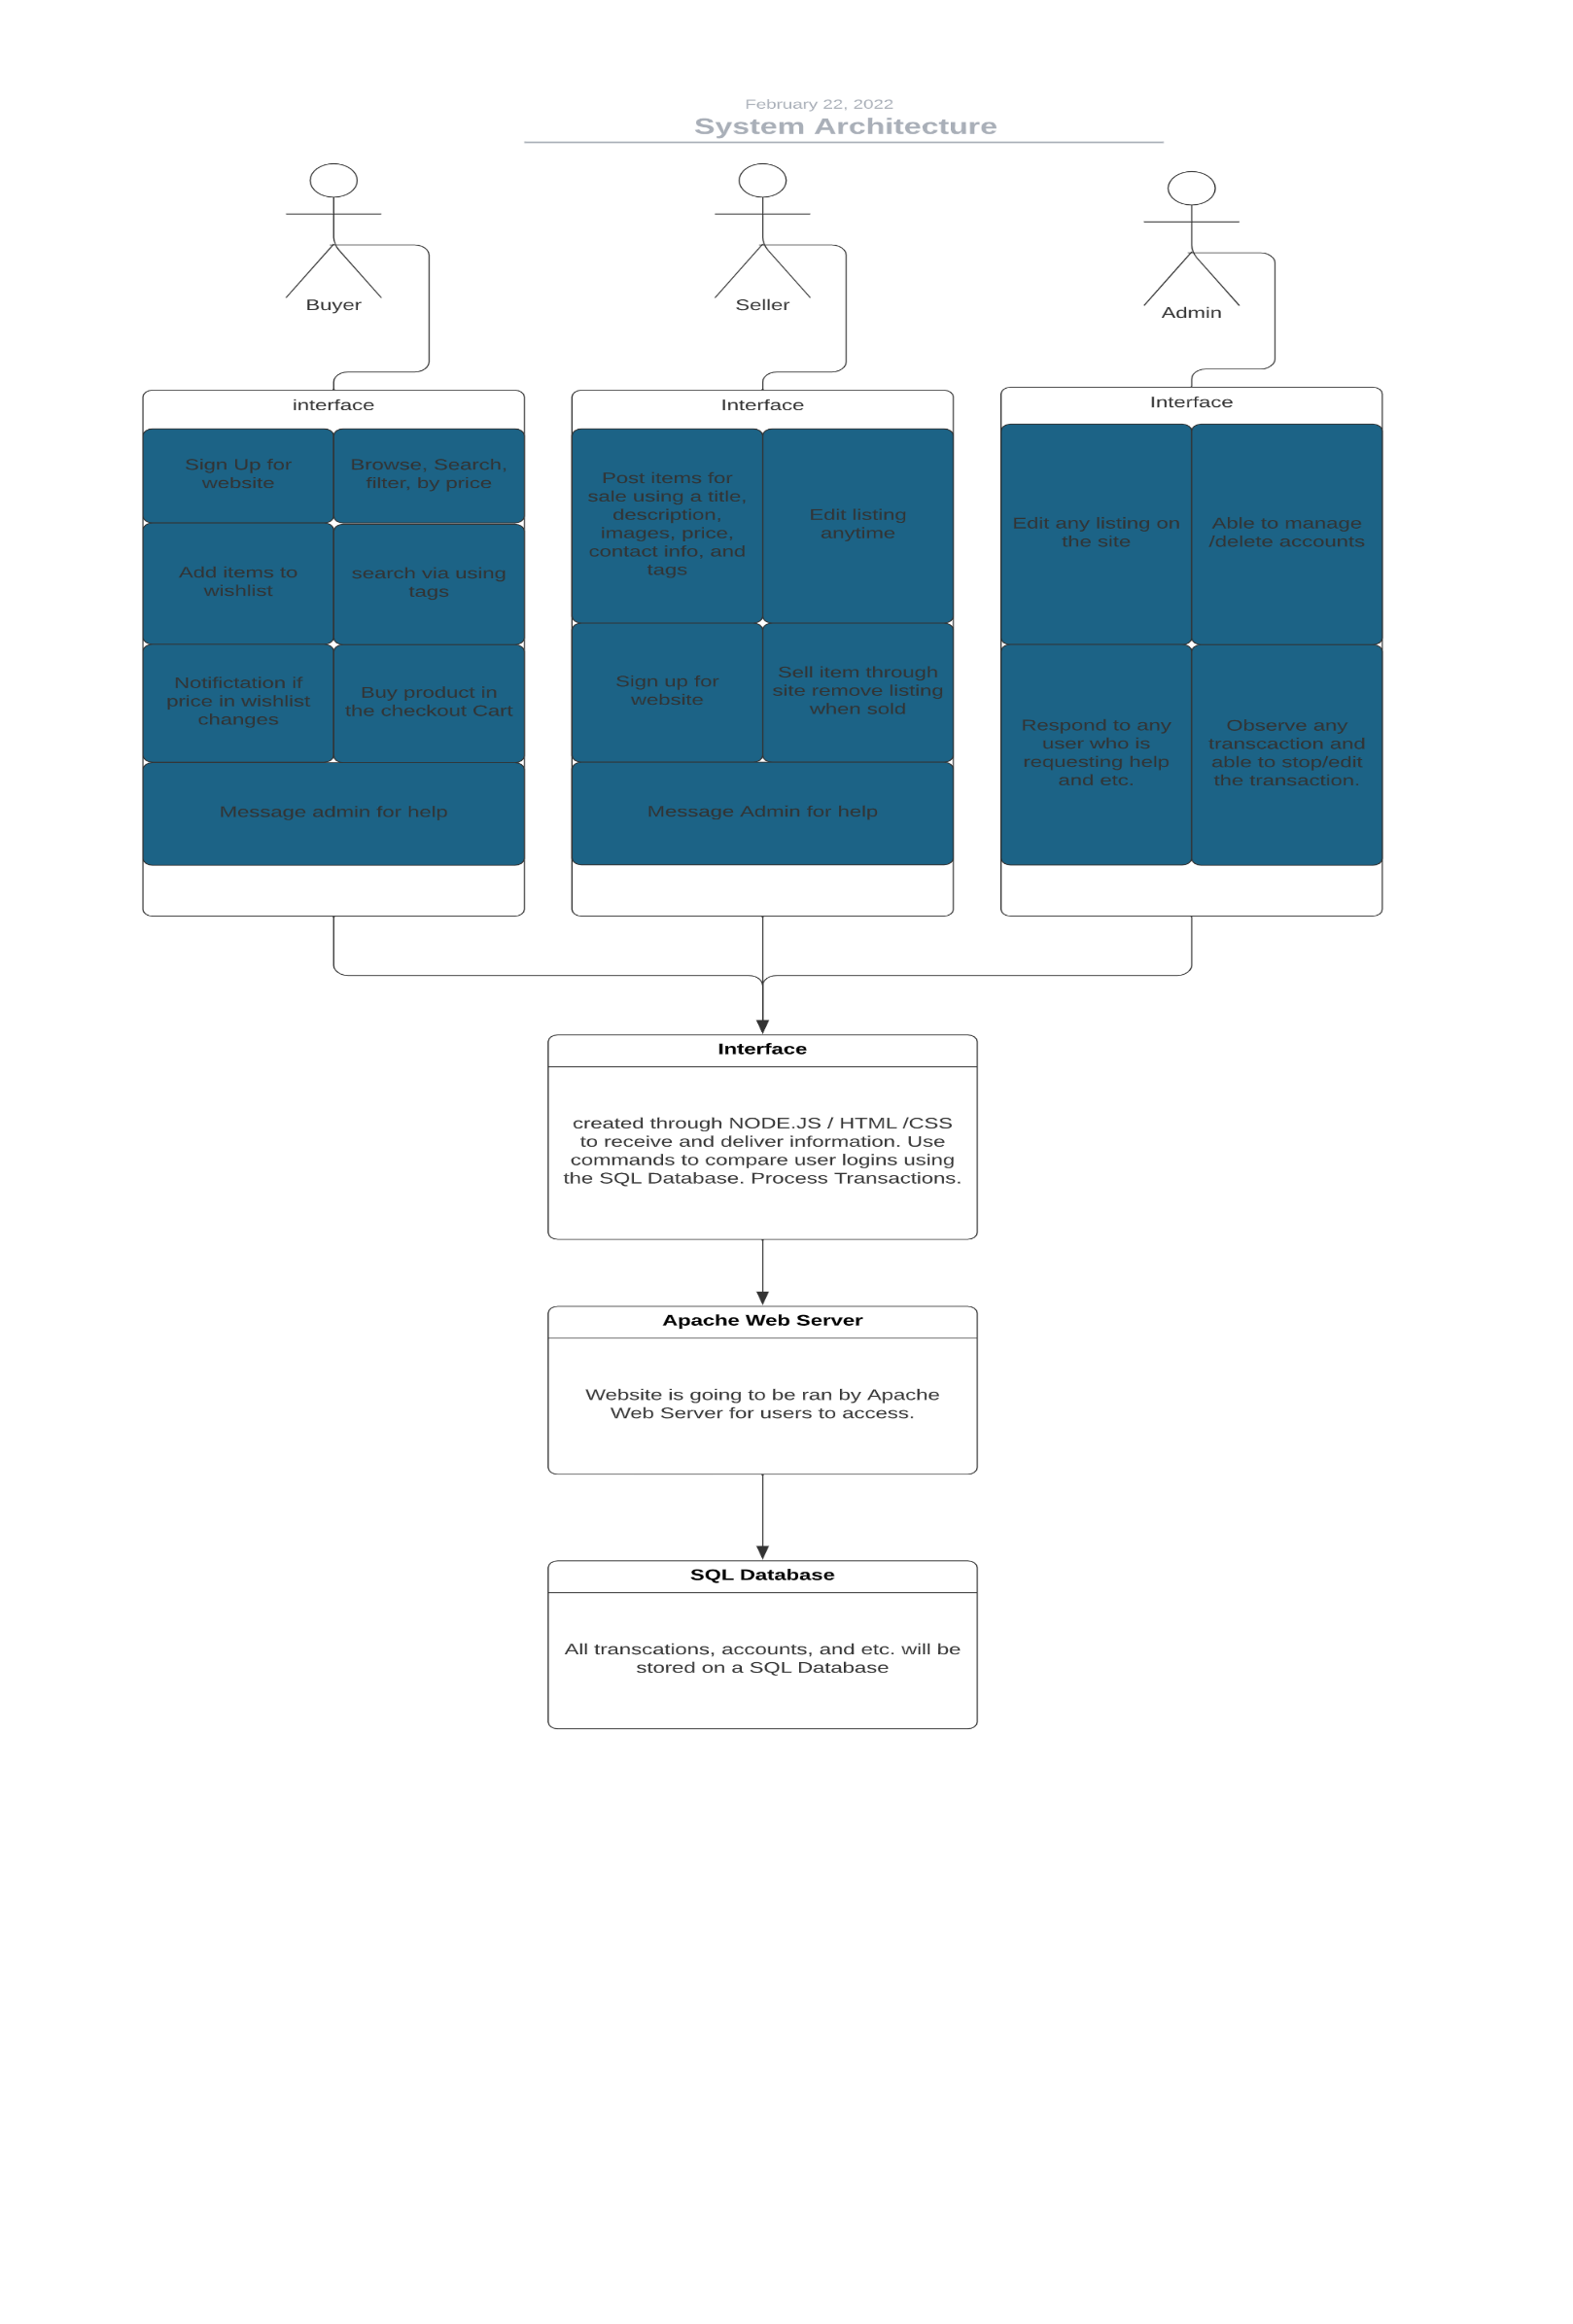 February 22, 2022
System Architecture
Buyer
Seller
Admin
interface
Sign Up for
website
Browse, Search,
filter, by price
Add items to
wishlist
search via using
tags
Notifictation if
price in wishlist
changes
Buy product in
the checkout Cart
Message admin for help
Interface
Post items for
sale using a title,
description,
images, price,
contact info, and
tags
Edit listing
anytime
Sign up for
website
Sell item through
site remove listing
when sold
Message Admin for help
Interface
Edit any listing on
the site
Able to manage
/delete accounts
Respond to any
user who is
requesting help
and etc.
Observe any
transcaction and
able to stop/edit
the transaction.
Interface
created through NODE.JS / HTML /CSS
to receive and deliver information. Use
commands to compare user logins using
the SQL Database. Process Transactions.
Apache Web Server
Website is going to be ran by Apache
Web Server for users to access.
SQL Database
All transcations, accounts, and etc. will be
stored on a SQL Database